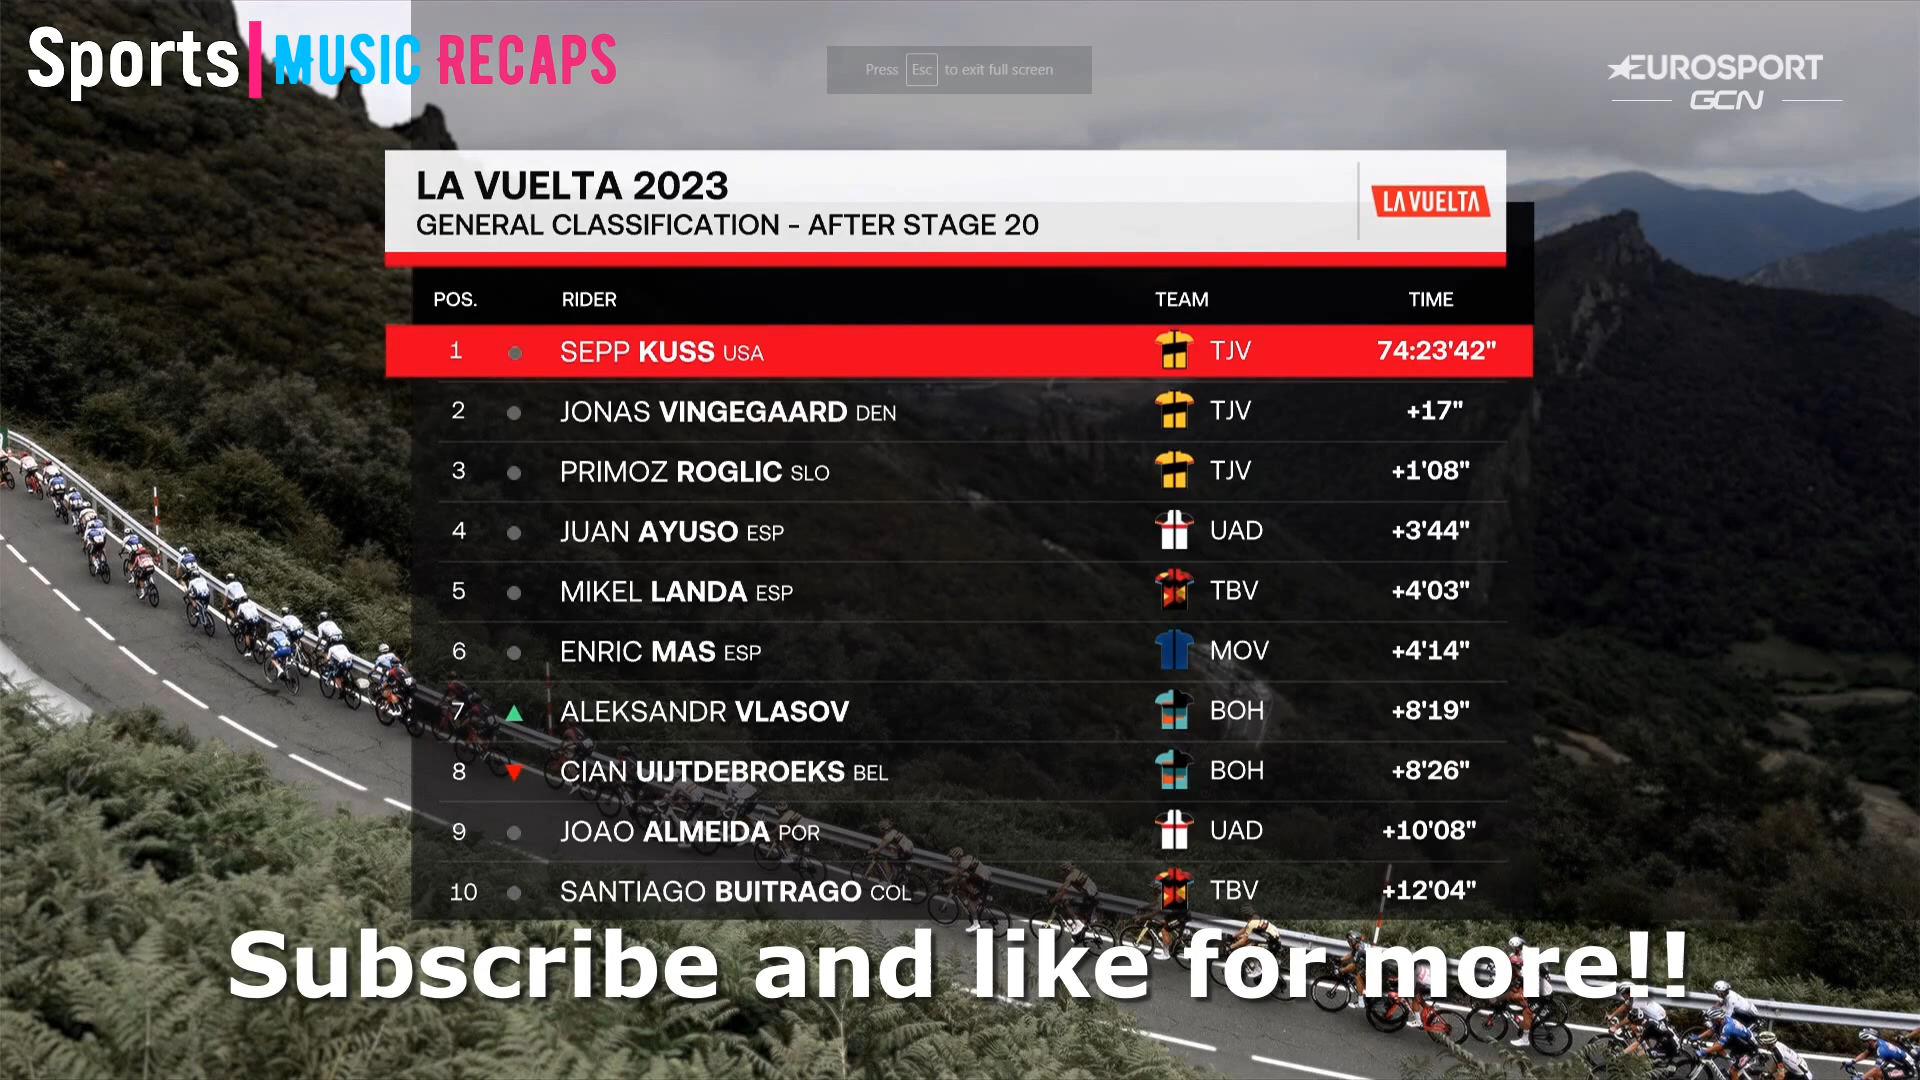 Sports MUSIC RECAPS
Press Esc to exit full screen
EUROSPORT
GCN
LA VUELTA 2023
GENERAL CLASSIFICATION - AFTER STAGE 20
LA VUELTA
POS. RIDER TEAM TIME
1 SEPP KUSS USA TJV 74:23'42"
2 JONAS VINGEGAARD DEN TJV +17"
3 PRIMOZ ROGLIC SLO TJV +1'08"
4 JUAN AYUSO ESP UAD +3'44"
5 MIKEL LANDA ESP TBV +4'03"
6 ENRIC MAS ESP MOV +4'14"
7 ALEKSANDR VLASOV BOH +8'19"
8 CIAN UIJTDEBROEKS BEL BOH +8'26"
9 JOAO ALMEIDA POR UAD +10'08"
10 SANTIAGO BUITRAGO COL TBV +12'04"
Subscribe and like for more!!